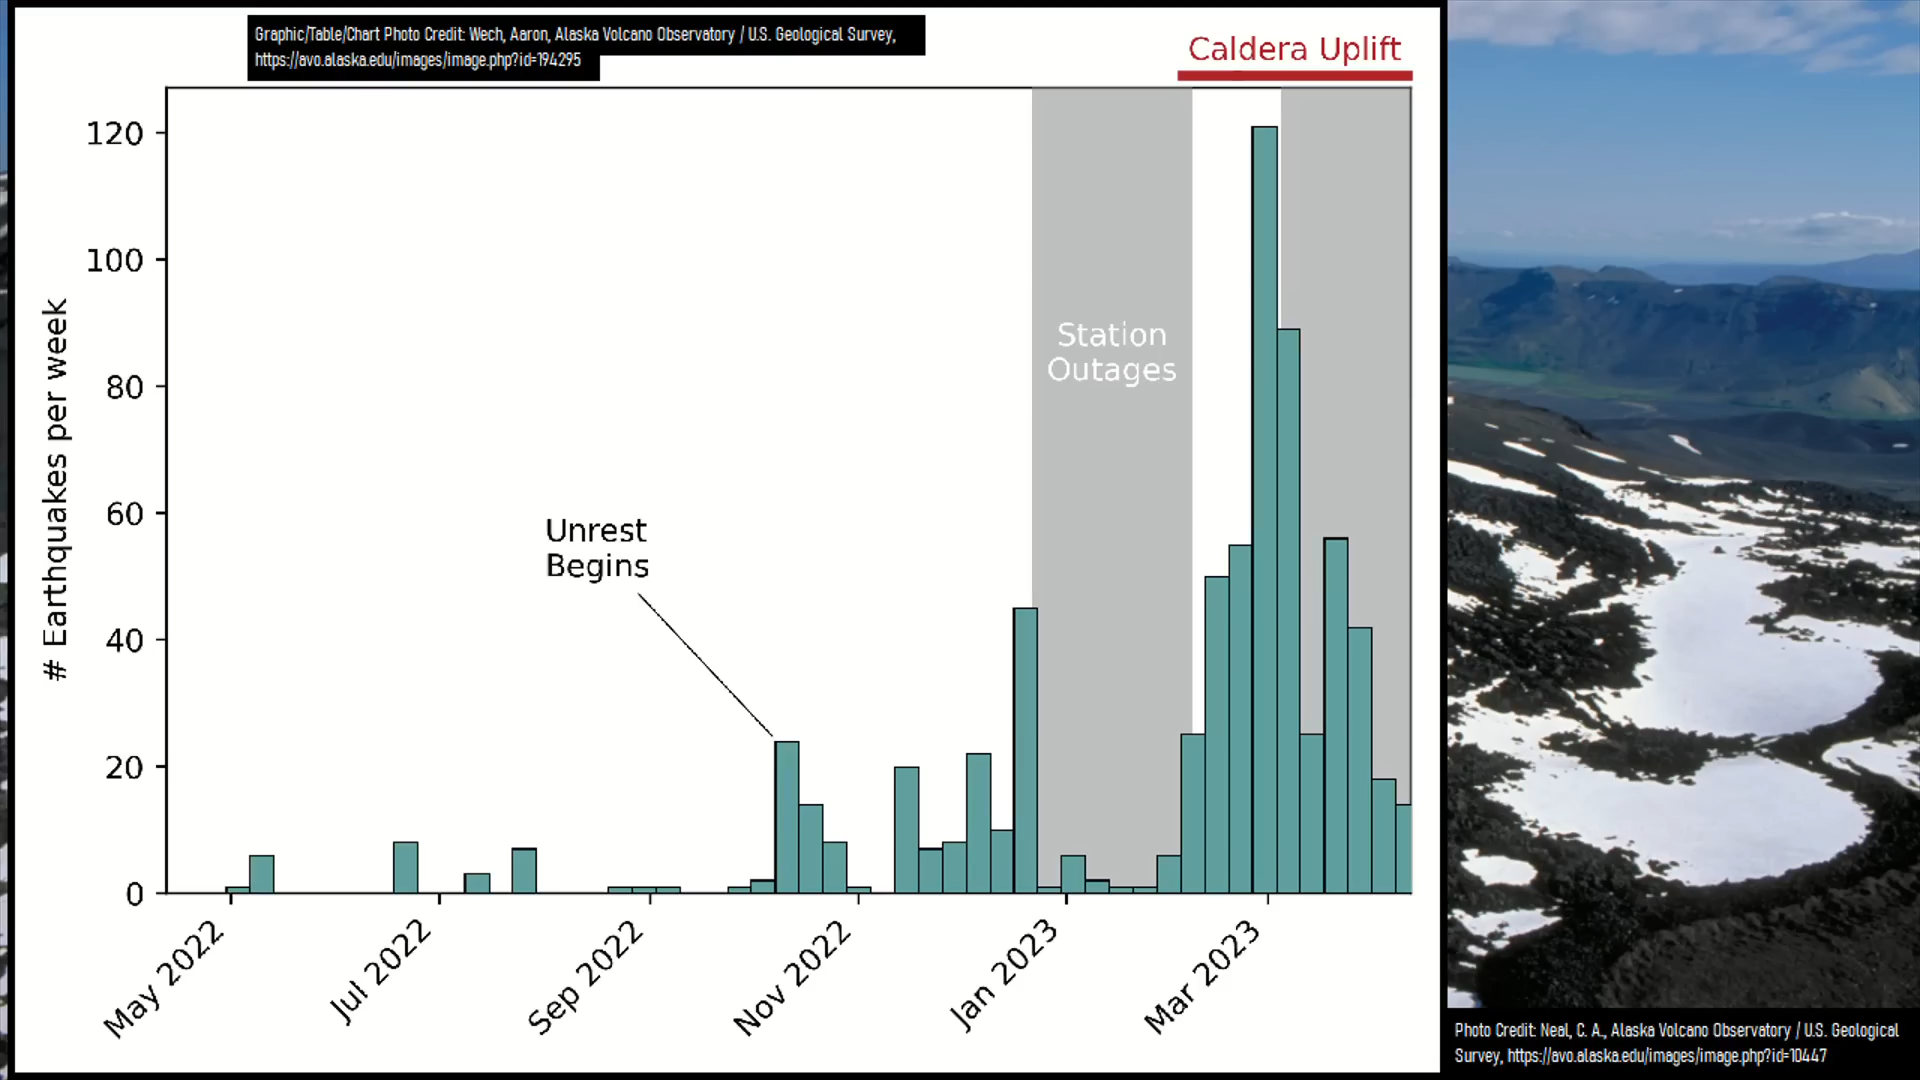 Graphic/Table/Chart Photo Credit: Wech, Aaron, Alaska Volcano Observatory / U.S. Geological Survey,
https://avo.alaska.edu/images/image.php?id=194295
Caldera Uplift
120
100
80
60
40
20
0
# Earthquakes per week
Station
Outages
Unrest
Begins
May 2022
Jul 2022
Sep 2022
Nov 2022
Jan 2023
Mar 2023
Photo Credit: Neal, C. A., Alaska Volcano Observatory / U.S. Geological
Survey, https://avo.alaska.edu/images/image.php?id=10447